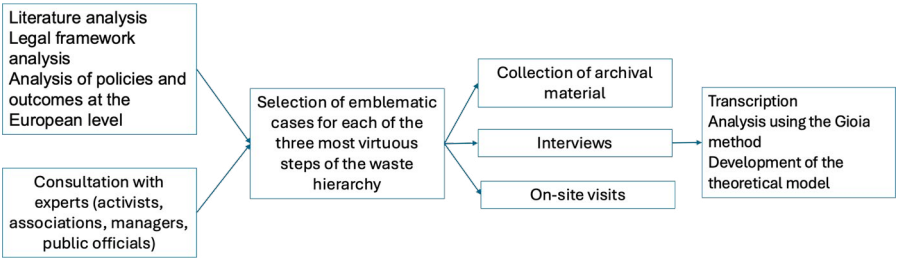 Literature analysis
Legal framework
analysis
Analysis of policies and
outcomes at the
European level
Consultation with
experts (activists,
associations, managers,
public officials)
Selection of emblematic
cases for each of the
three most virtuous
steps of the waste
hierarchy
Collection of archival
material
Interviews
On-site visits
Transcription
Analysis using the Gioia
method
Development of the
theoretical model